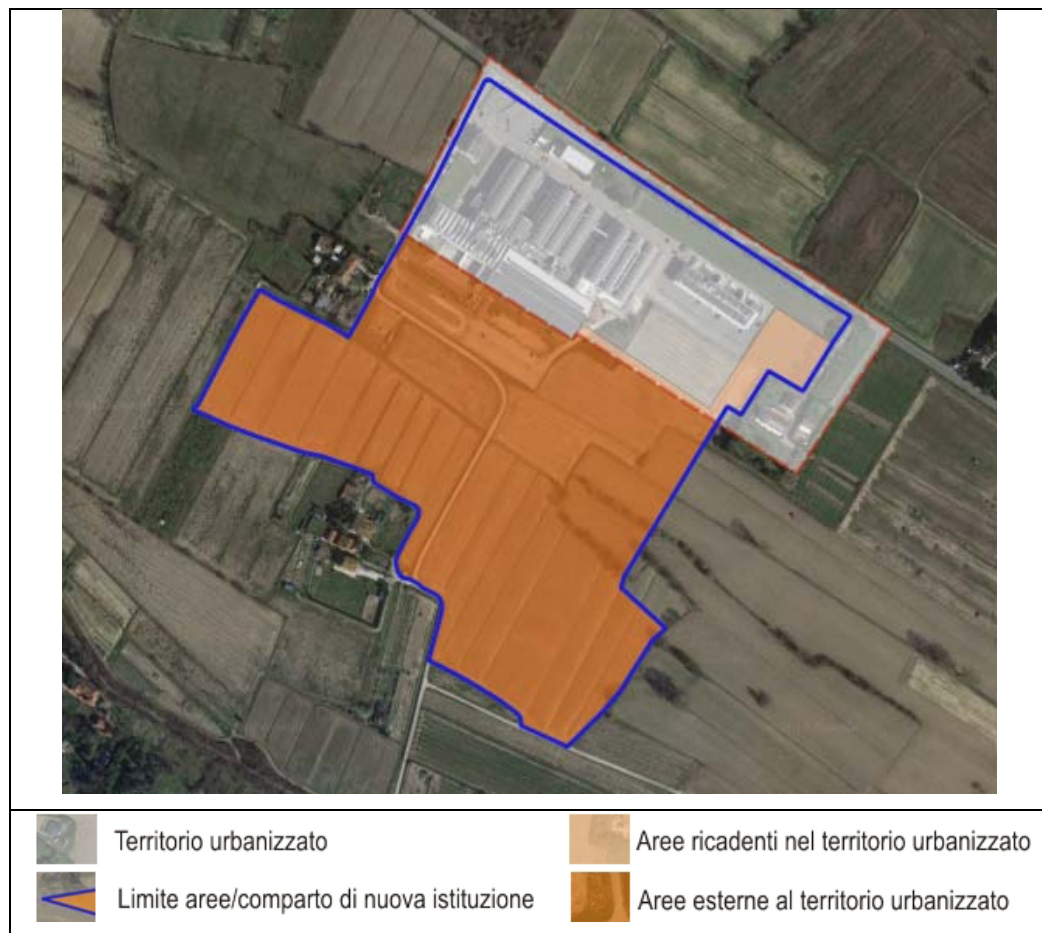 Territorio urbanizzato
Aree ricadenti nel territorio urbanizzato
Limite aree/comparto di nuova istituzione
Aree esterne al territorio urbanizzato